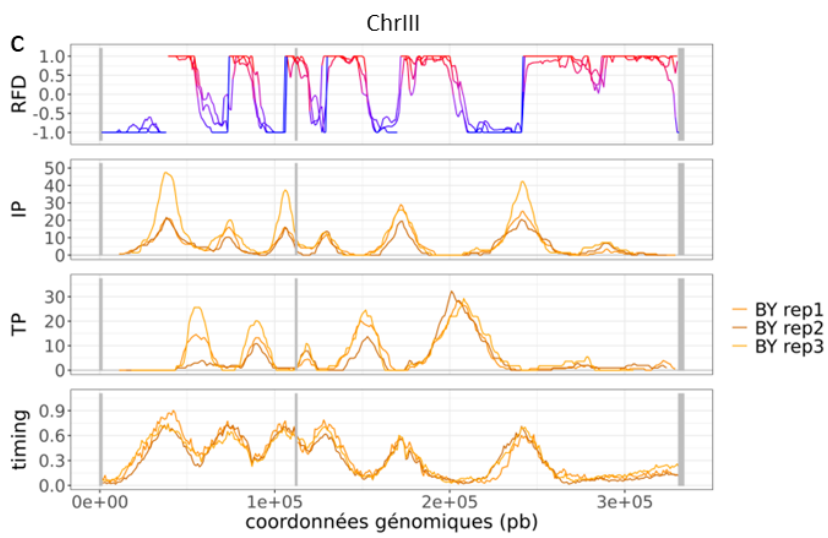 ChrIII
c
RFD
1.0
0.5
0.0
-0.5
-1.0
IP
50
40
30
20
10
0
TP
30
20
10
0
BY rep1
BY rep2
BY rep3
timing
0.9
0.6
0.3
0.0
0e+00 1e+05 2e+05 3e+05
coordonnées génomiques (pb)